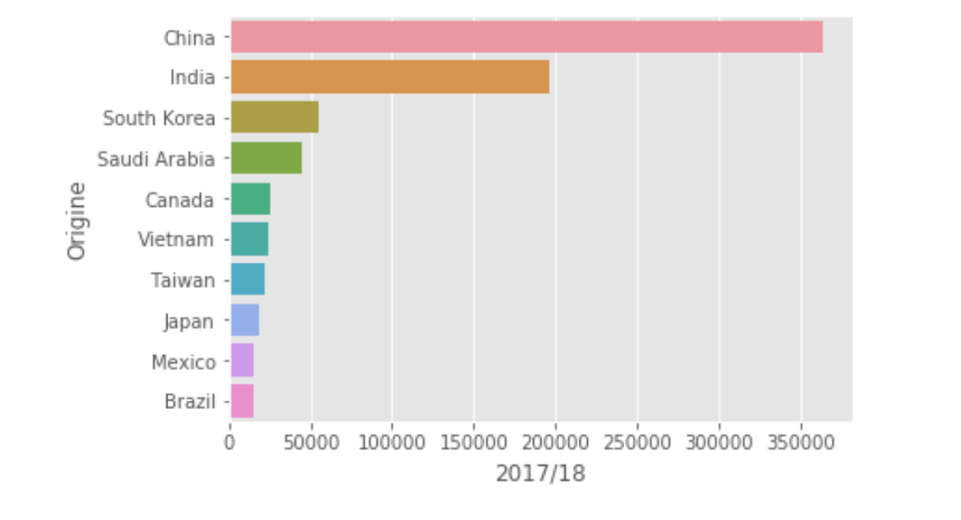 China
India
South Korea
Saudi Arabia
Canada
Vietnam
Taiwan
Japan
Mexico
Brazil
Origine
0 50000 100000 150000 200000 250000 300000 350000
2017/18